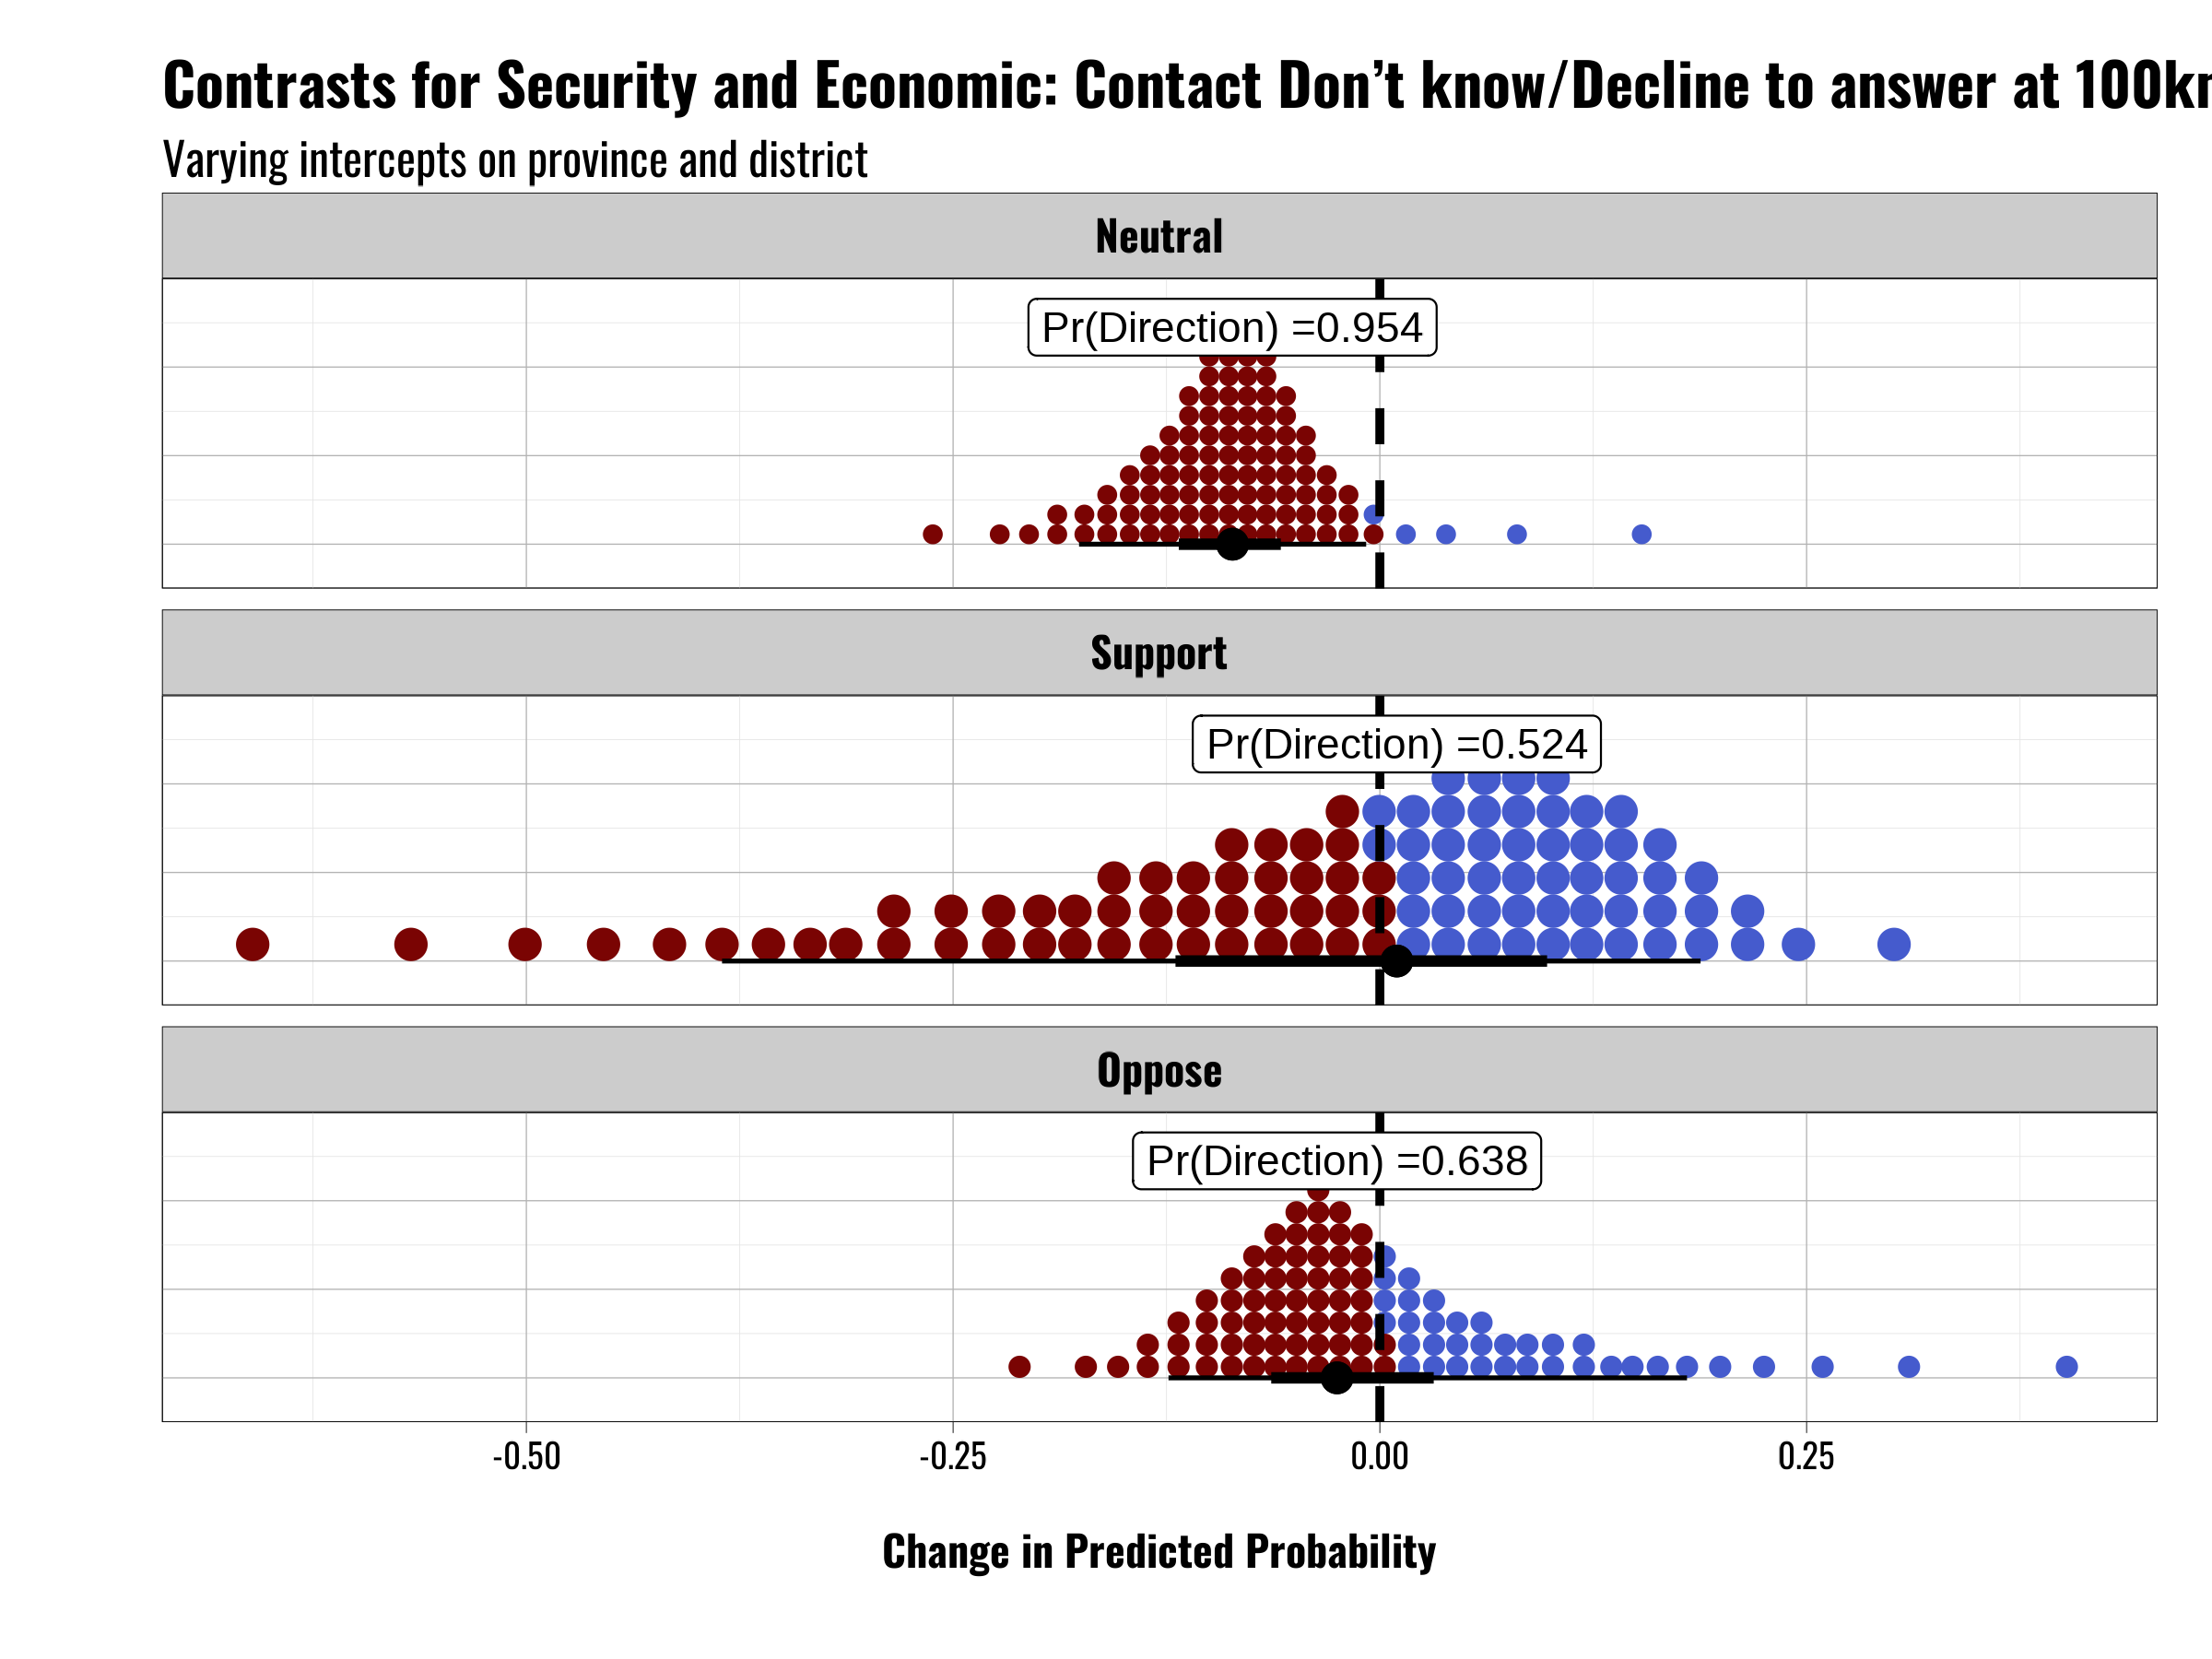 Contrasts for Security and Economic: Contact Don’t know/Decline to answer at
Varying intercepts on province and district
Neutral
Pr(Direction) =0.954
Support
Pr(Direction) =0.524
Oppose
Pr(Direction) =0.638
-0.50 -0.25 0.00 0.25
Change in Predicted Probability